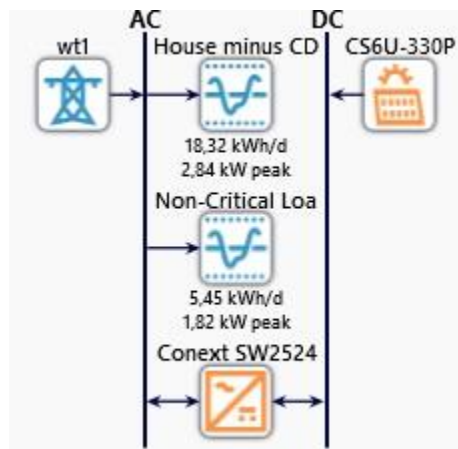 AC DC
wt1 House minus CD CS6U-330P
18,32 kWh/d
2,84 kW peak
Non-Critical Loa
5,45 kWh/d
1,82 kW peak
Conext SW2524